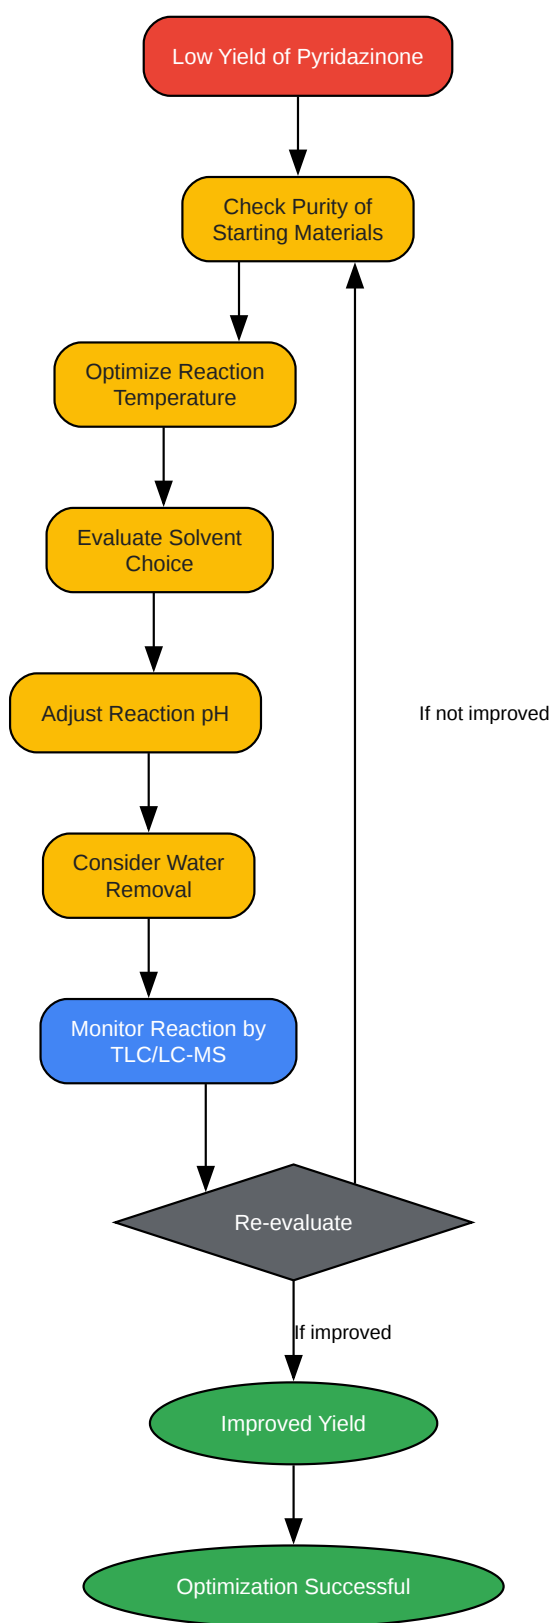 Low Yield of Pyridazinone
Check Purity of
Starting Materials
Optimize Reaction
Temperature
Evaluate Solvent
Choice
Adjust Reaction pH
If not improved
Consider Water
Removal
Monitor Reaction by
TLC/LC-MS
Re-evaluate
If improved
Improved Yield
Optimization Successful